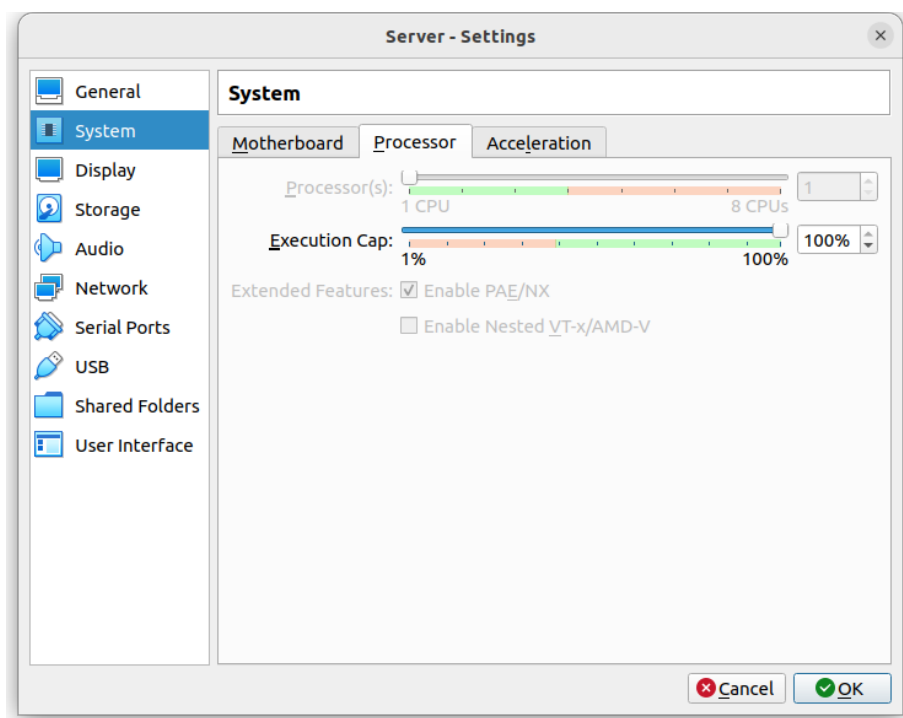 Server - Settings
General
System
Display
Storage
Audio
Network
Serial Ports
USB
Shared Folders
User Interface
System
Motherboard Processor Acceleration
Processor(s): 1
1 CPU 8 CPUs
Execution Cap: 100%
1% 100%
Extended Features: Enable PAE/NX
Enable Nested VT-x/AMD-V
Cancel OK